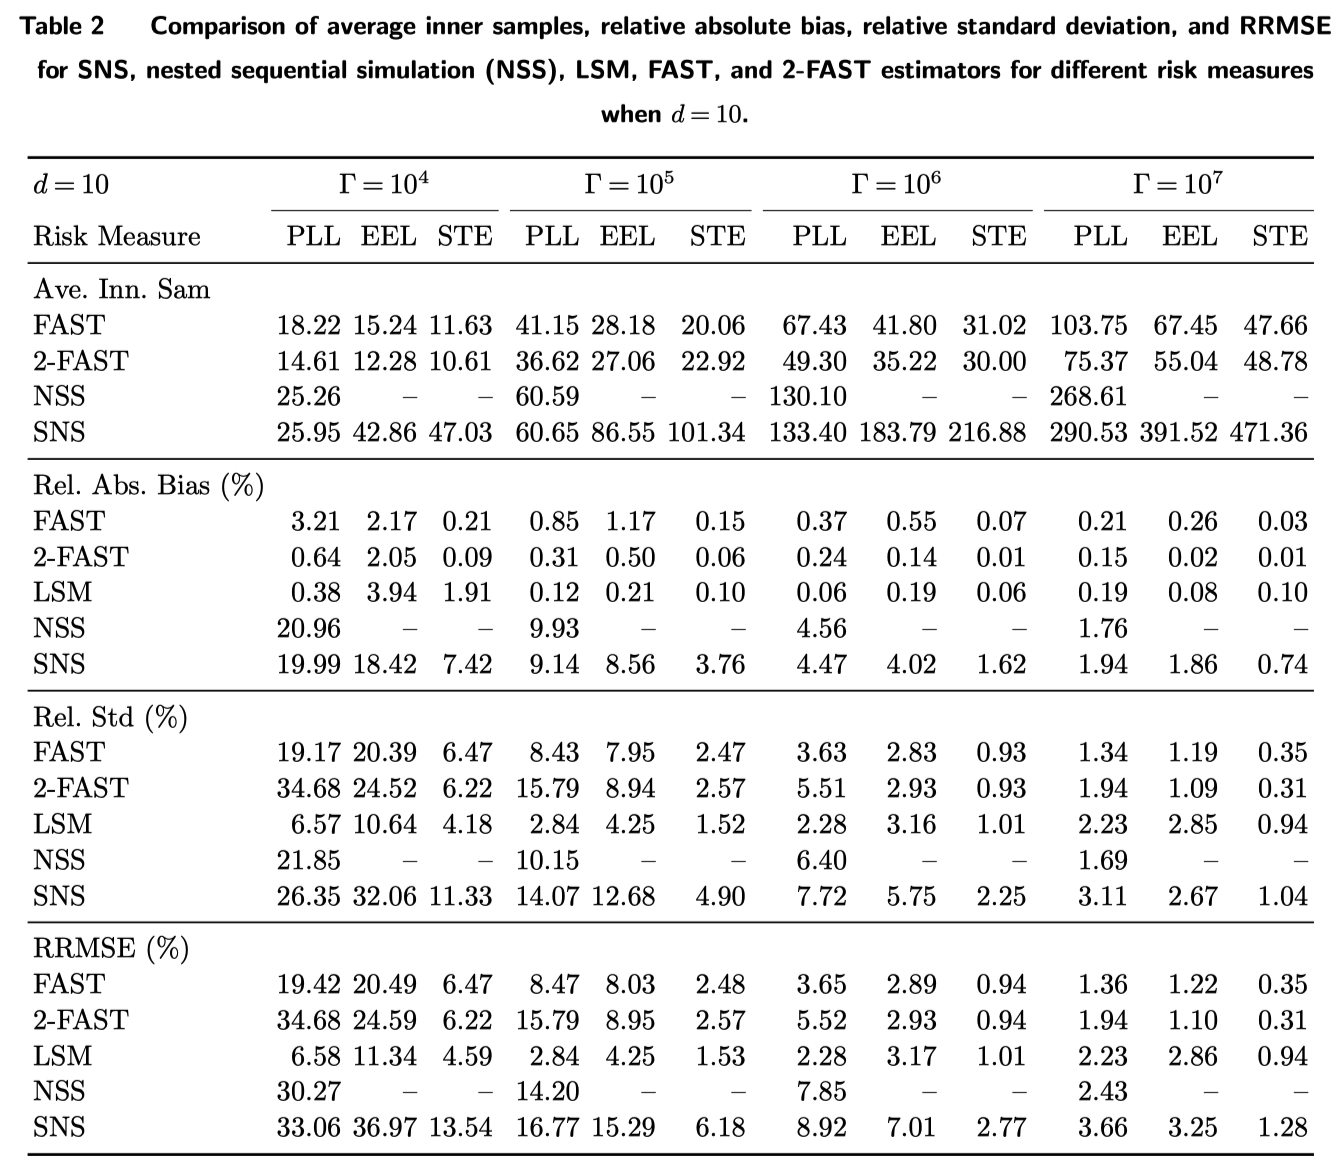 Table 2 Comparison of average inner samples, relative absolute bias, relative standard deviation, and RRMSE
for SNS, nested sequential simulation (NSS), LSM, FAST, and 2-FAST estimators for different risk measures
when d = 10.
d = 10 Γ = 10⁴ Γ = 10⁵ Γ = 10⁶ Γ = 10⁷
Risk Measure PLL EEL STE PLL EEL STE PLL EEL STE PLL EEL STE
Ave. Inn. Sam
FAST 18.22 15.24 11.63 41.15 28.18 20.06 67.43 41.80 31.02 103.75 67.45 47.66
2-FAST 14.61 12.28 10.61 36.62 27.06 22.92 49.30 35.22 30.00 75.37 55.04 48.78
NSS 25.26 – – 60.59 – – 130.10 – – 268.61 – –
SNS 25.95 42.86 47.03 60.65 86.55 101.34 133.40 183.79 216.88 290.53 391.52 471.36
Rel. Abs. Bias (%)
FAST 3.21 2.17 0.21 0.85 1.17 0.15 0.37 0.55 0.07 0.21 0.26 0.03
2-FAST 0.64 2.05 0.09 0.31 0.50 0.06 0.24 0.14 0.01 0.15 0.02 0.01
LSM 0.38 3.94 1.91 0.12 0.21 0.10 0.06 0.19 0.06 0.19 0.08 0.10
NSS 20.96 – – 9.93 – – 4.56 – – 1.76 – –
SNS 19.99 18.42 7.42 9.14 8.56 3.76 4.47 4.02 1.62 1.94 1.86 0.74
Rel. Std (%)
FAST 19.17 20.39 6.47 8.43 7.95 2.47 3.63 2.83 0.93 1.34 1.19 0.35
2-FAST 34.68 24.52 6.22 15.79 8.94 2.57 5.51 2.93 0.93 1.94 1.09 0.31
LSM 6.57 10.64 4.18 2.84 4.25 1.52 2.28 3.16 1.01 2.23 2.85 0.94
NSS 21.85 – – 10.15 – – 6.40 – – 1.69 – –
SNS 26.35 32.06 11.33 14.07 12.68 4.90 7.72 5.75 2.25 3.11 2.67 1.04
RRMSE (%)
FAST 19.42 20.49 6.47 8.47 8.03 2.48 3.65 2.89 0.94 1.36 1.22 0.35
2-FAST 34.68 24.59 6.22 15.79 8.95 2.57 5.52 2.93 0.94 1.94 1.10 0.31
LSM 6.58 11.34 4.59 2.84 4.25 1.53 2.28 3.17 1.01 2.23 2.86 0.94
NSS 30.27 – – 14.20 – – 7.85 – – 2.43 – –
SNS 33.06 36.97 13.54 16.77 15.29 6.18 8.92 7.01 2.77 3.66 3.25 1.28